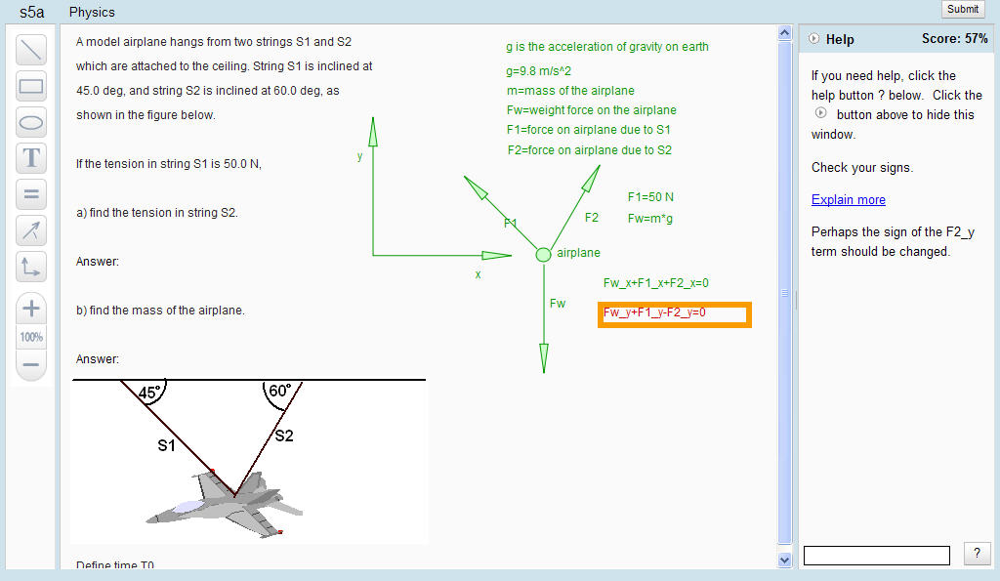 s5a
Physics
Submit
A model airplane hangs from two strings S1 and S2
which are attached to the ceiling. String S1 is inclined at
45.0 deg, and string S2 is inclined at 60.0 deg, as
shown in the figure below.
If the tension in string S1 is 50.0 N,
a) find the tension in string S2.
Answer:
b) find the mass of the airplane.
Answer:
45°
60°
S1
S2
Define time T0
g is the acceleration of gravity on earth
g=9.8 m/s^2
m=mass of the airplane
Fw=weight force on the airplane
F1=force on airplane due to S1
F2=force on airplane due to S2
y
x
F1
F2
F1=50 N
Fw=m*g
airplane
Fw
Fw_x+F1_x+F2_x=0
Fw_y+F1_y-F2_y=0
T
100%
Help
Score: 57%
If you need help, click the
help button ? below. Click the
button above to hide this
window.
Check your signs.
Explain more
Perhaps the sign of the F2_y
term should be changed.
?